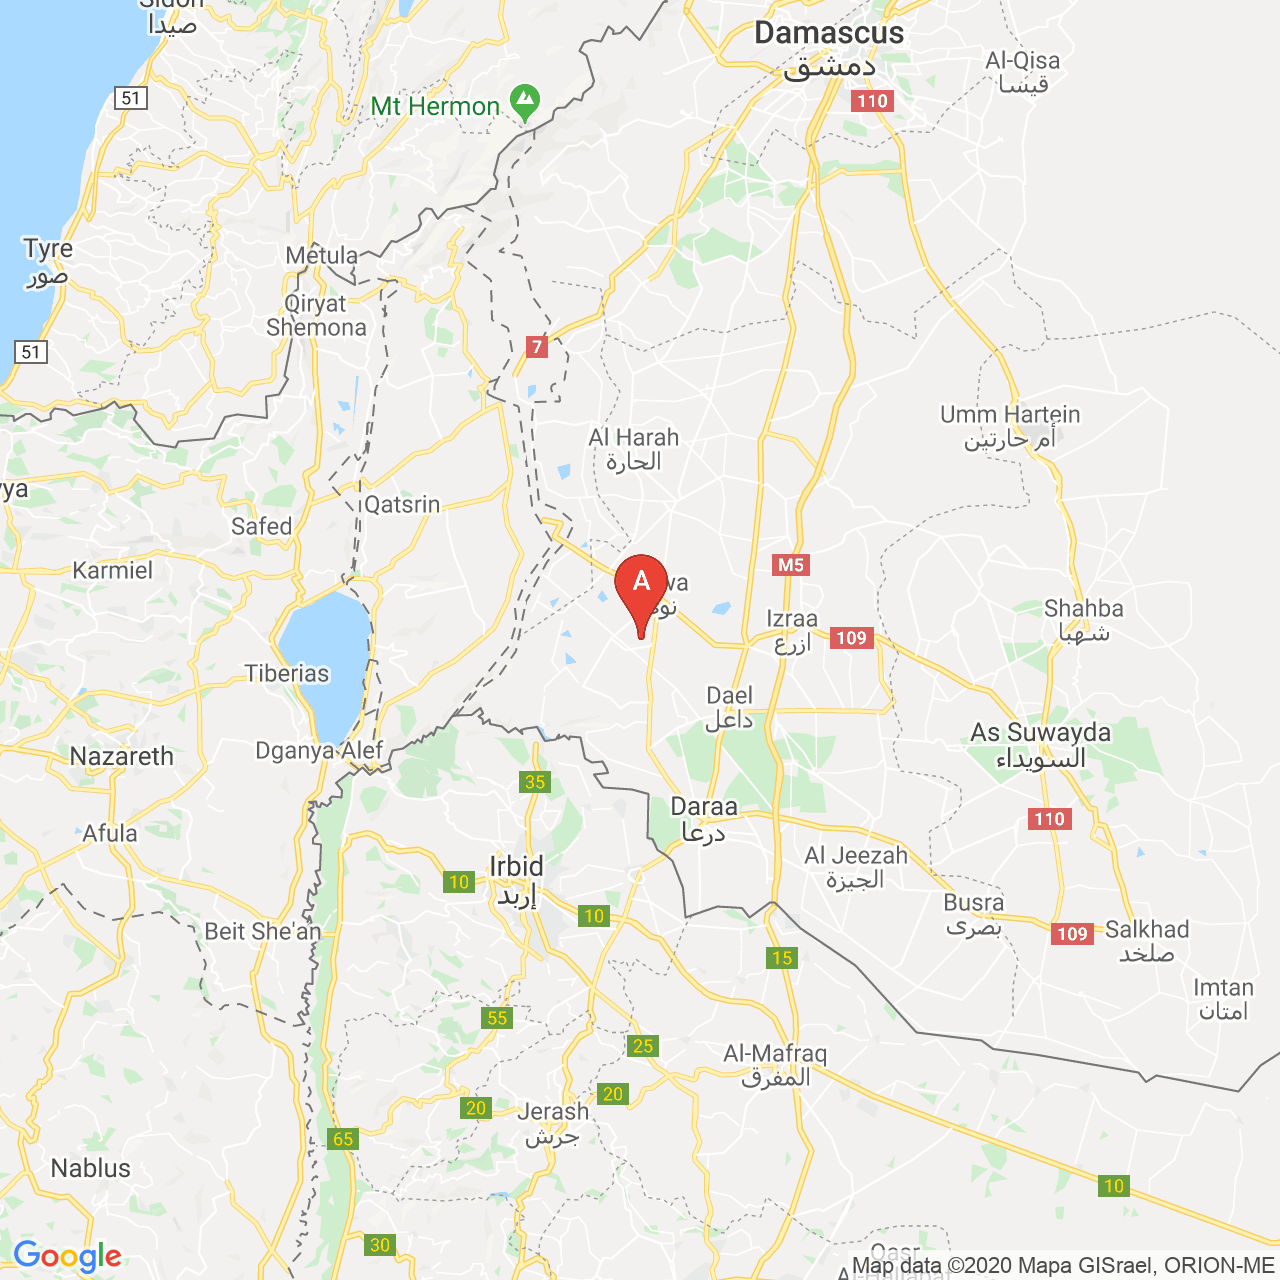 Sidon
صيدا
Damascus
دمشق
Al-Qisa
قيسا
110
51
Mt Hermon
Tyre
صور
Metula
Qiryat
Shemona
51
7
Umm Hartein
أم حارتين
Al Harah
الحارة
Qatsrin
Safed
Karmiel
M5
A
Shahba
شهبا
Izraa
ازرع
109
Tiberias
Dael
داعل
As Suwayda
السويداء
Dganya Alef
Nazareth
35
Daraa
درعا
110
Afula
Al Jeezah
الجيزة
Irbid
إربد
10
10
Busra
بصرى
Beit She'an
109
Salkhad
صلخد
15
Imtan
امتان
55
25
Al-Mafraq
المفرق
20
20
Jerash
جرش
65
Nablus
10
30
Google
Map data ©2020 Mapa GISrael, ORION-ME